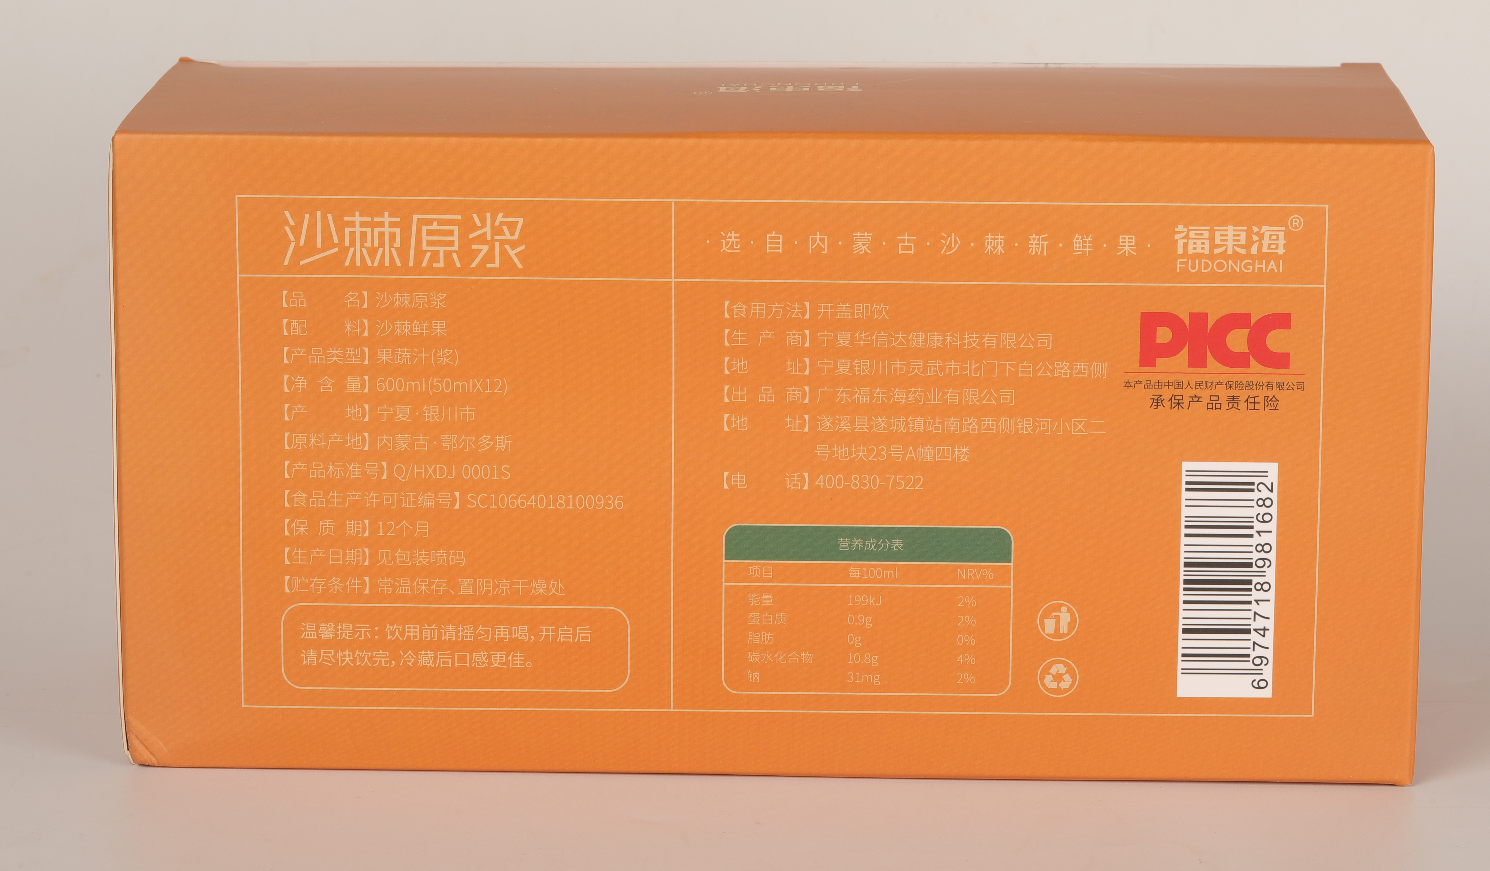 沙棘原浆
·选·自·内·蒙·古·沙·棘·新·鲜·果·
福東海®
FUDONGHAI
【品名】沙棘原浆
【配料】沙棘鲜果
【产品类型】果蔬汁(浆)
【净含量】600ml(50mlX12)
【产地】宁夏·银川市
【原料产地】内蒙古·鄂尔多斯
【产品标准号】Q/HXDJ 0001S
【食品生产许可证编号】SC10664018100936
【保质期】12个月
【生产日期】见包装喷码
【贮存条件】常温保存、置阴凉干燥处
温馨提示：饮用前请摇匀再喝，开启后
请尽快饮完，冷藏后口感更佳。
【食用方法】开盖即饮
【生产商】宁夏华信达健康科技有限公司
【地址】宁夏银川市灵武市北门下白公路西侧
【出品商】广东福东海药业有限公司
【地址】遂溪县遂城镇站南路西侧银河小区二
号地块23号A幢四楼
【电话】400-830-7522
营养成分表
项目 每100ml NRV%
能量 199kJ 2%
蛋白质 0.9g 2%
脂肪 0g 0%
碳水化合物 10.8g 4%
钠 31mg 2%
PICC
本产品由中国人民财产保险股份有限公司
承保产品责任险
6974718981682